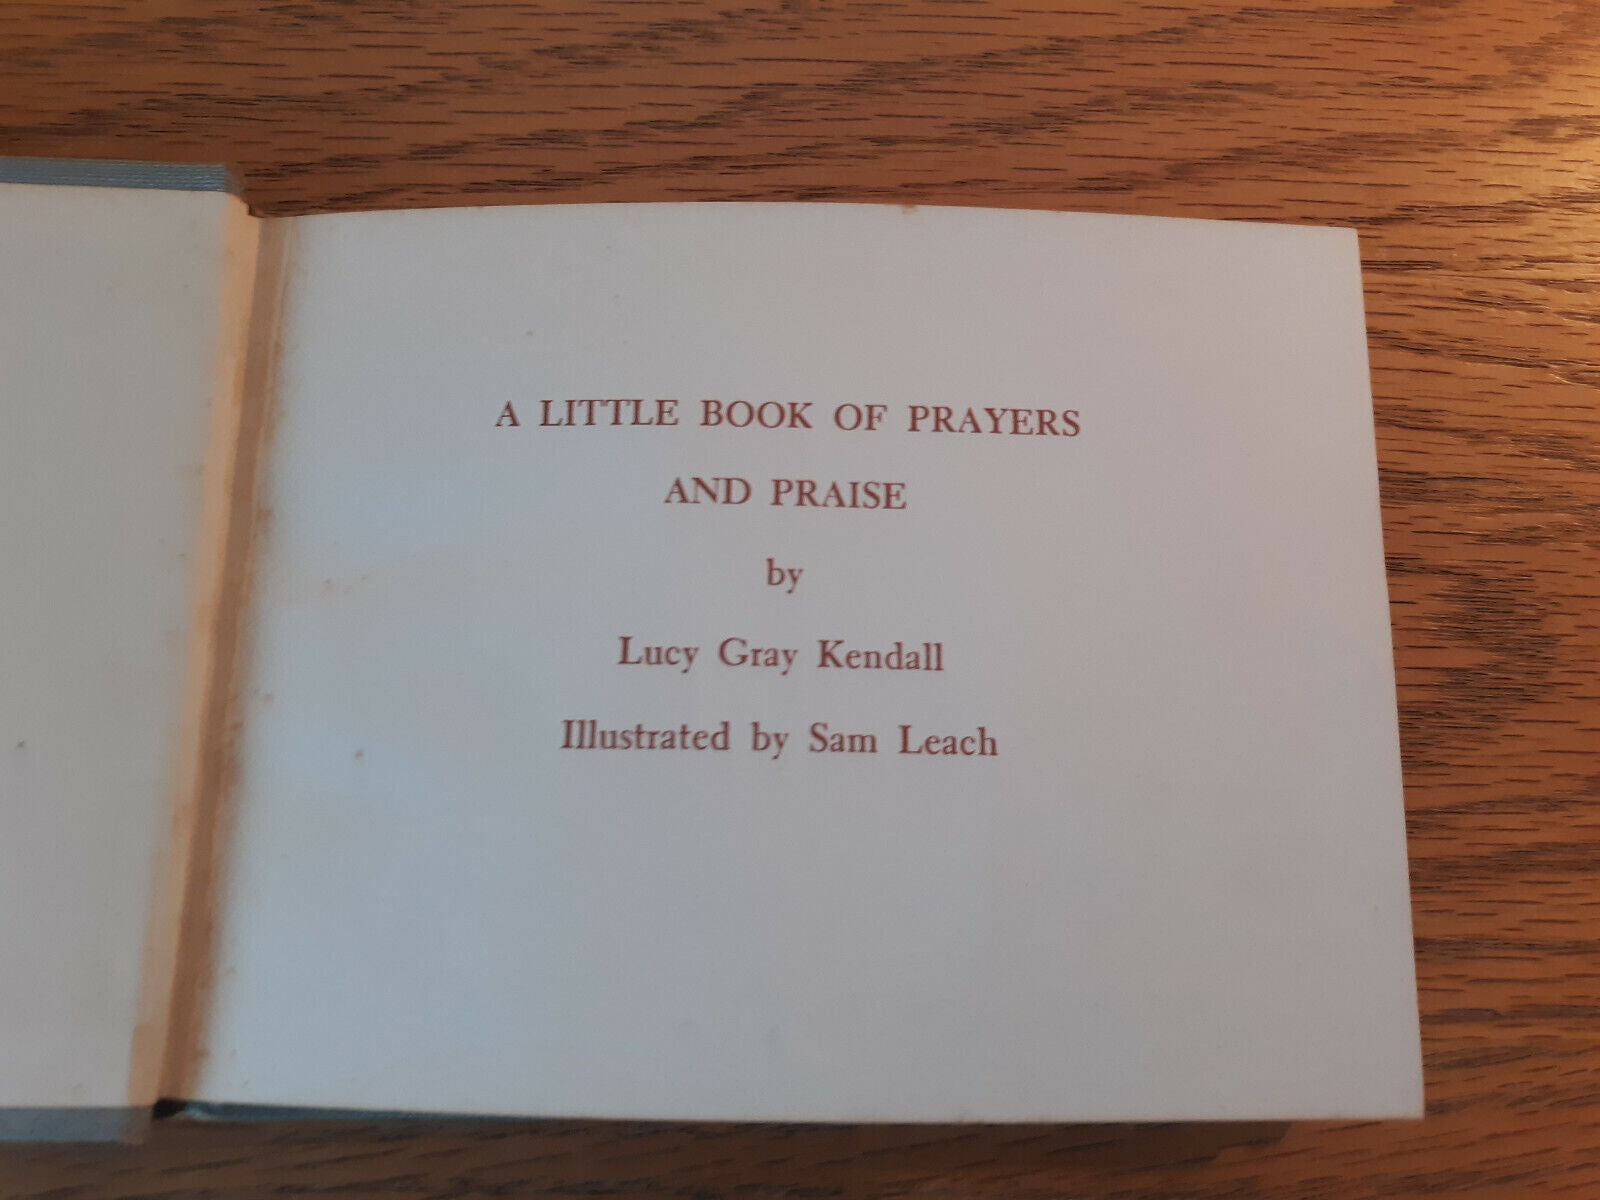 A LITTLE BOOK OF PRAYERS
AND PRAISE
by
Lucy Gray Kendall
Illustrated by Sam Leach